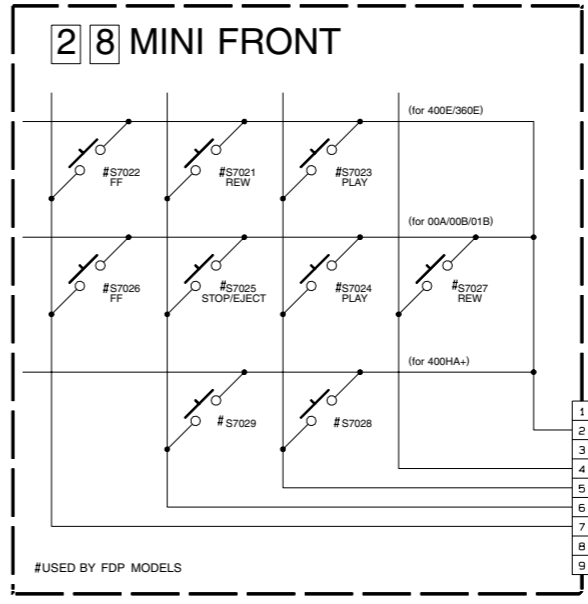 2 8 MINI FRONT
(for 400E/360E)
#S7022
FF
#S7021
REW
#S7023
PLAY
(for 00A/00B/01B)
#S7026
FF
#S7025
STOP/EJECT
#S7024
PLAY
#S7027
REW
(for 400HA+)
# S7029
# S7028
1
2
3
4
5
6
7
8
9
#USED BY FDP MODELS